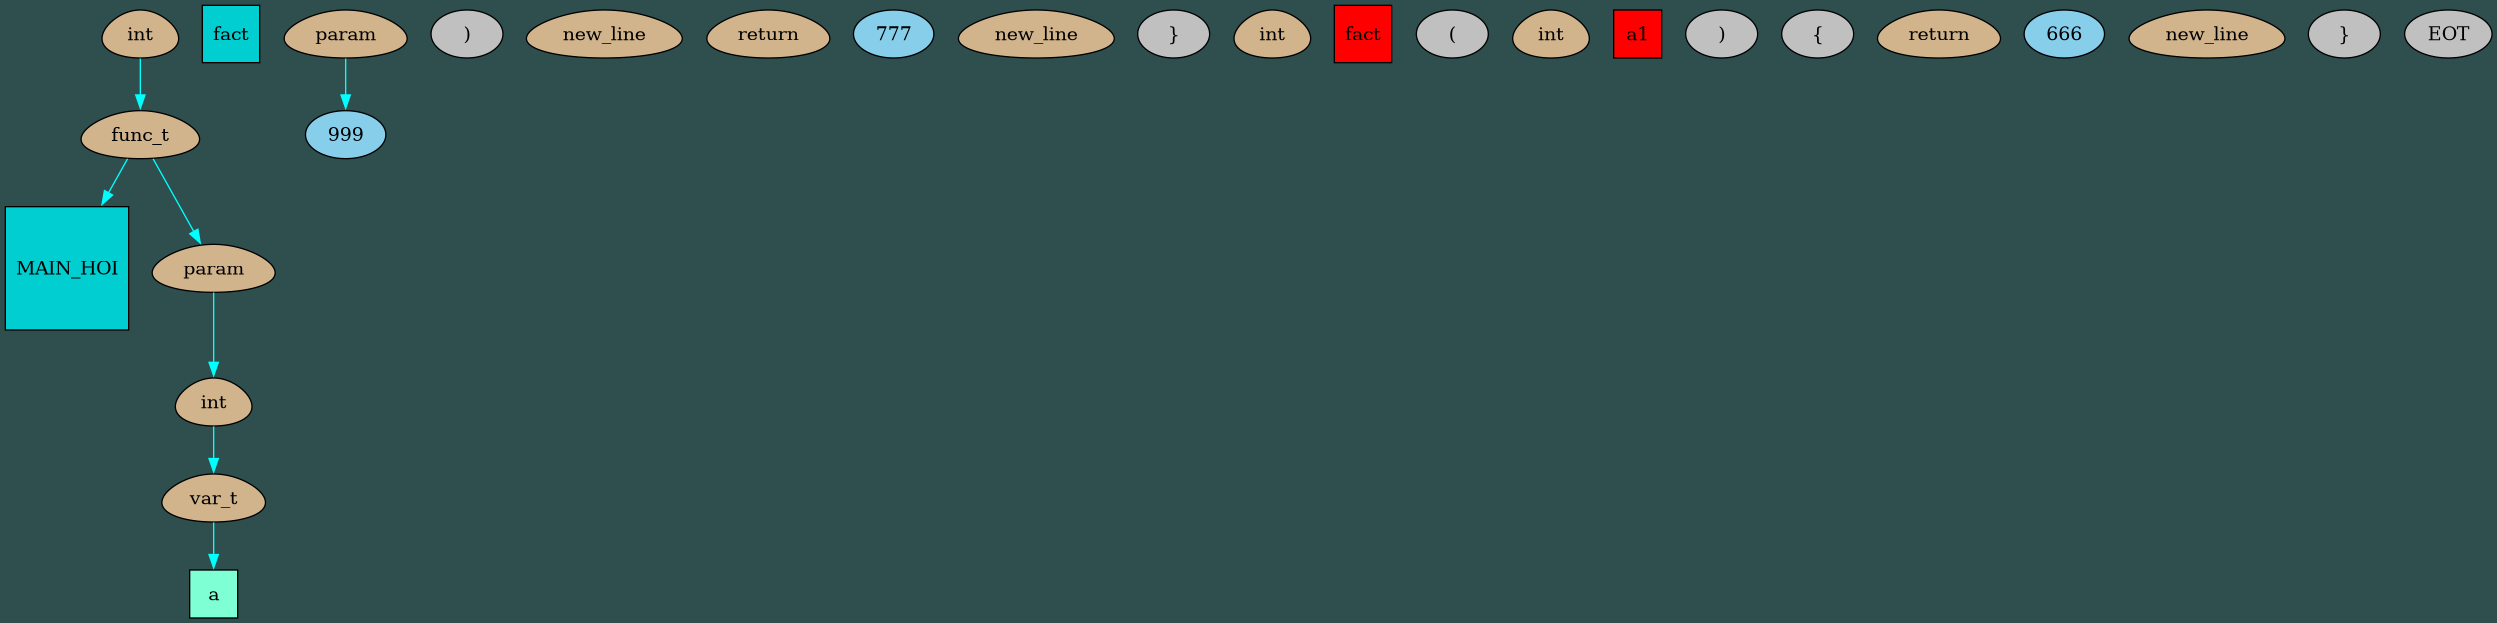 int fact param ) new_line return 777 new_line } int fact ( int a1 ) { return 666 new_line } EOT
func_t 999
MAIN_HOI param
int
var_t
a